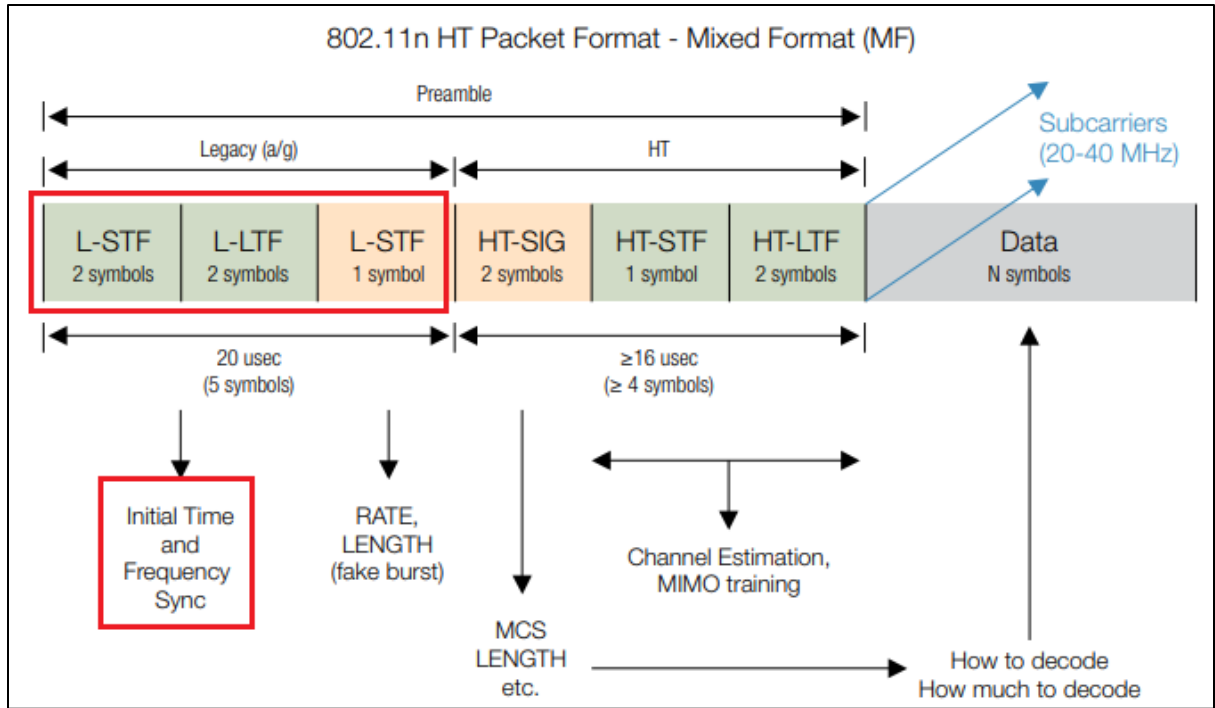 802.11n HT Packet Format - Mixed Format (MF)
Preamble
Legacy (a/g)
HT
Subcarriers
(20-40 MHz)
L-STF
2 symbols
L-LTF
2 symbols
L-STF
1 symbol
HT-SIG
2 symbols
HT-STF
1 symbol
HT-LTF
2 symbols
Data
N symbols
20 usec
(5 symbols)
≥16 usec
(≥ 4 symbols)
Initial Time
and
Frequency
Sync
RATE,
LENGTH
(fake burst)
Channel Estimation,
MIMO training
MCS
LENGTH
etc.
How to decode
How much to decode